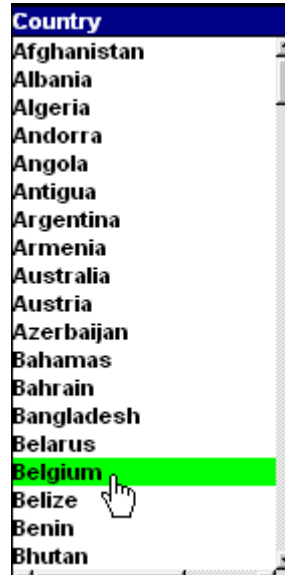 Country
Afghanistan
Albania
Algeria
Andorra
Angola
Antigua
Argentina
Armenia
Australia
Austria
Azerbaijan
Bahamas
Bahrain
Bangladesh
Belarus
Belgium
Belize
Benin
Bhutan